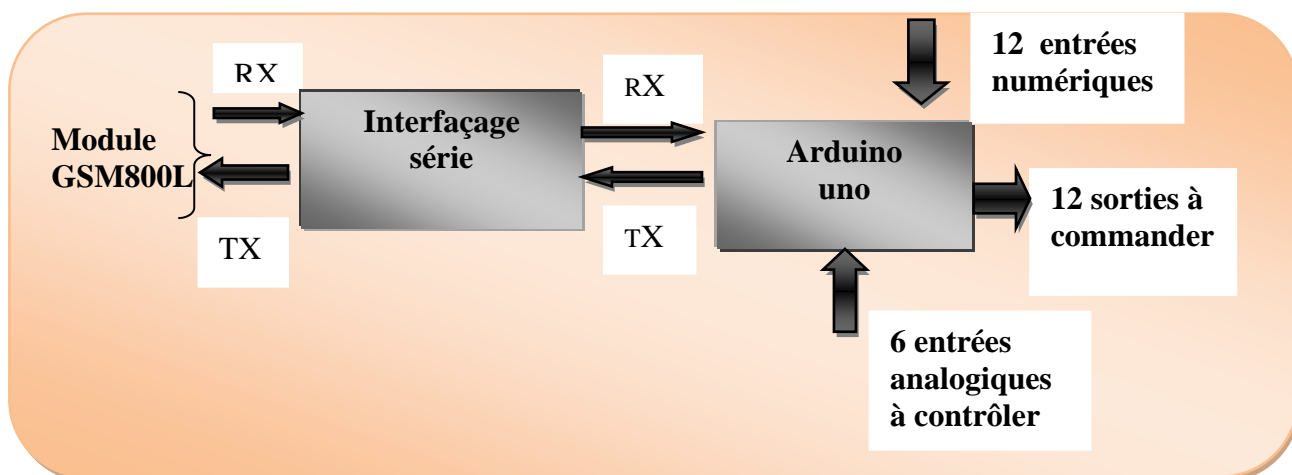 Module
GSM800L
RX
TX
Interfaçage
série
RX
TX
Arduino
uno
12 entrées
numériques
12 sorties à
commander
6 entrées
analogiques
à contrôler